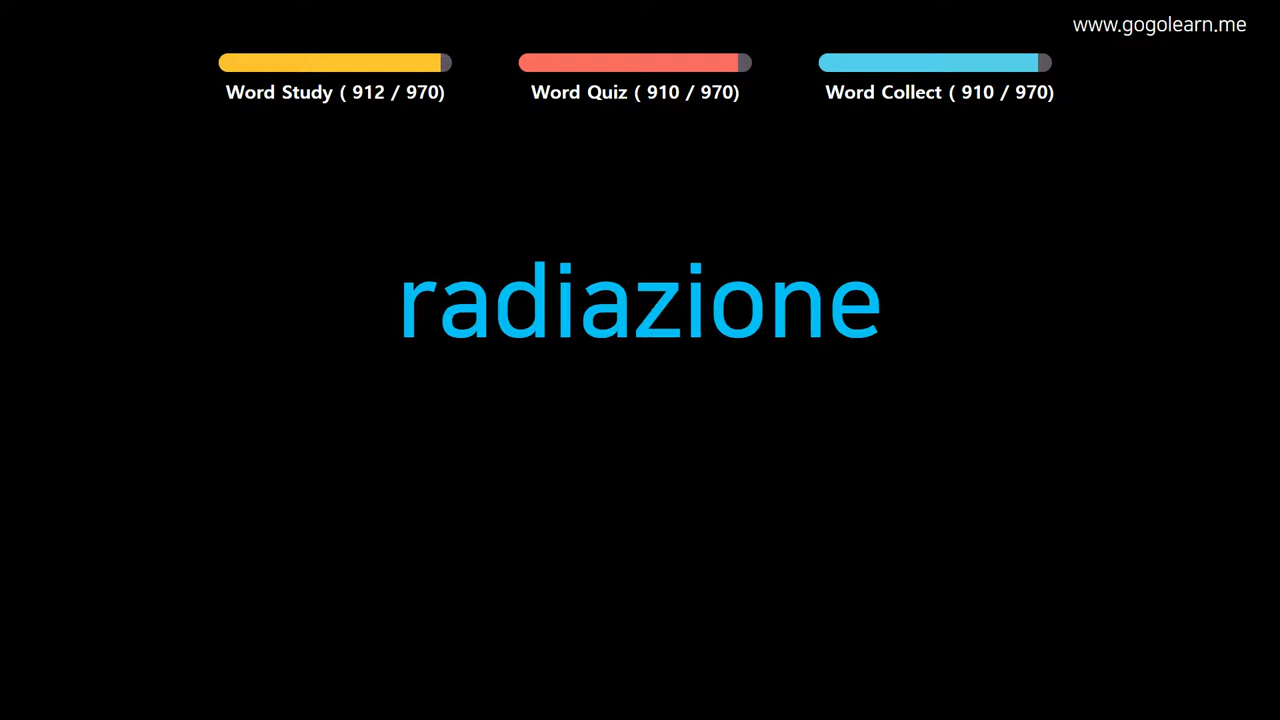 www.gogolearn.me
Word Study ( 912 / 970)
Word Quiz ( 910 / 970)
Word Collect ( 910 / 970)
radiazione